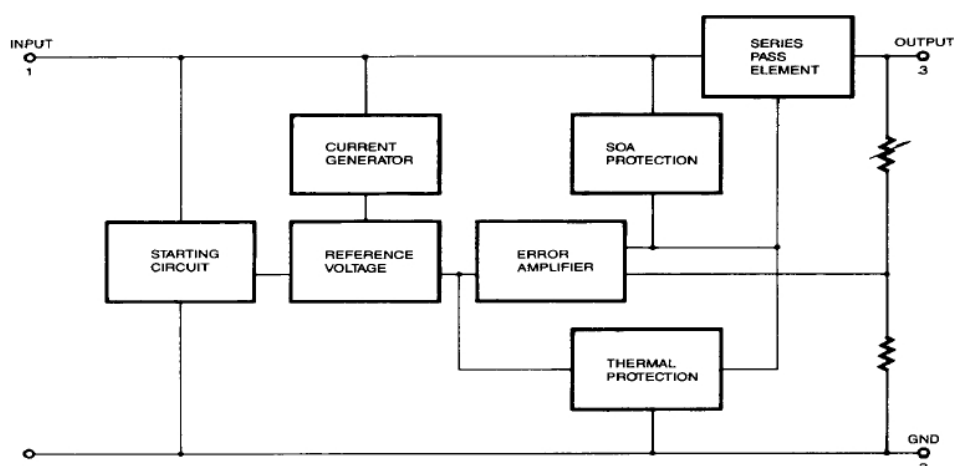 INPUT
1
SERIES
PASS
ELEMENT
OUTPUT
3
CURRENT
GENERATOR
SOA
PROTECTION
STARTING
CIRCUIT
REFERENCE
VOLTAGE
ERROR
AMPLIFIER
THERMAL
PROTECTION
GND